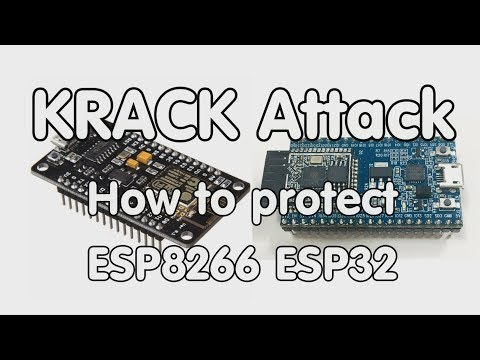 KRACK Attack
How to protect
ESP8266 ESP32